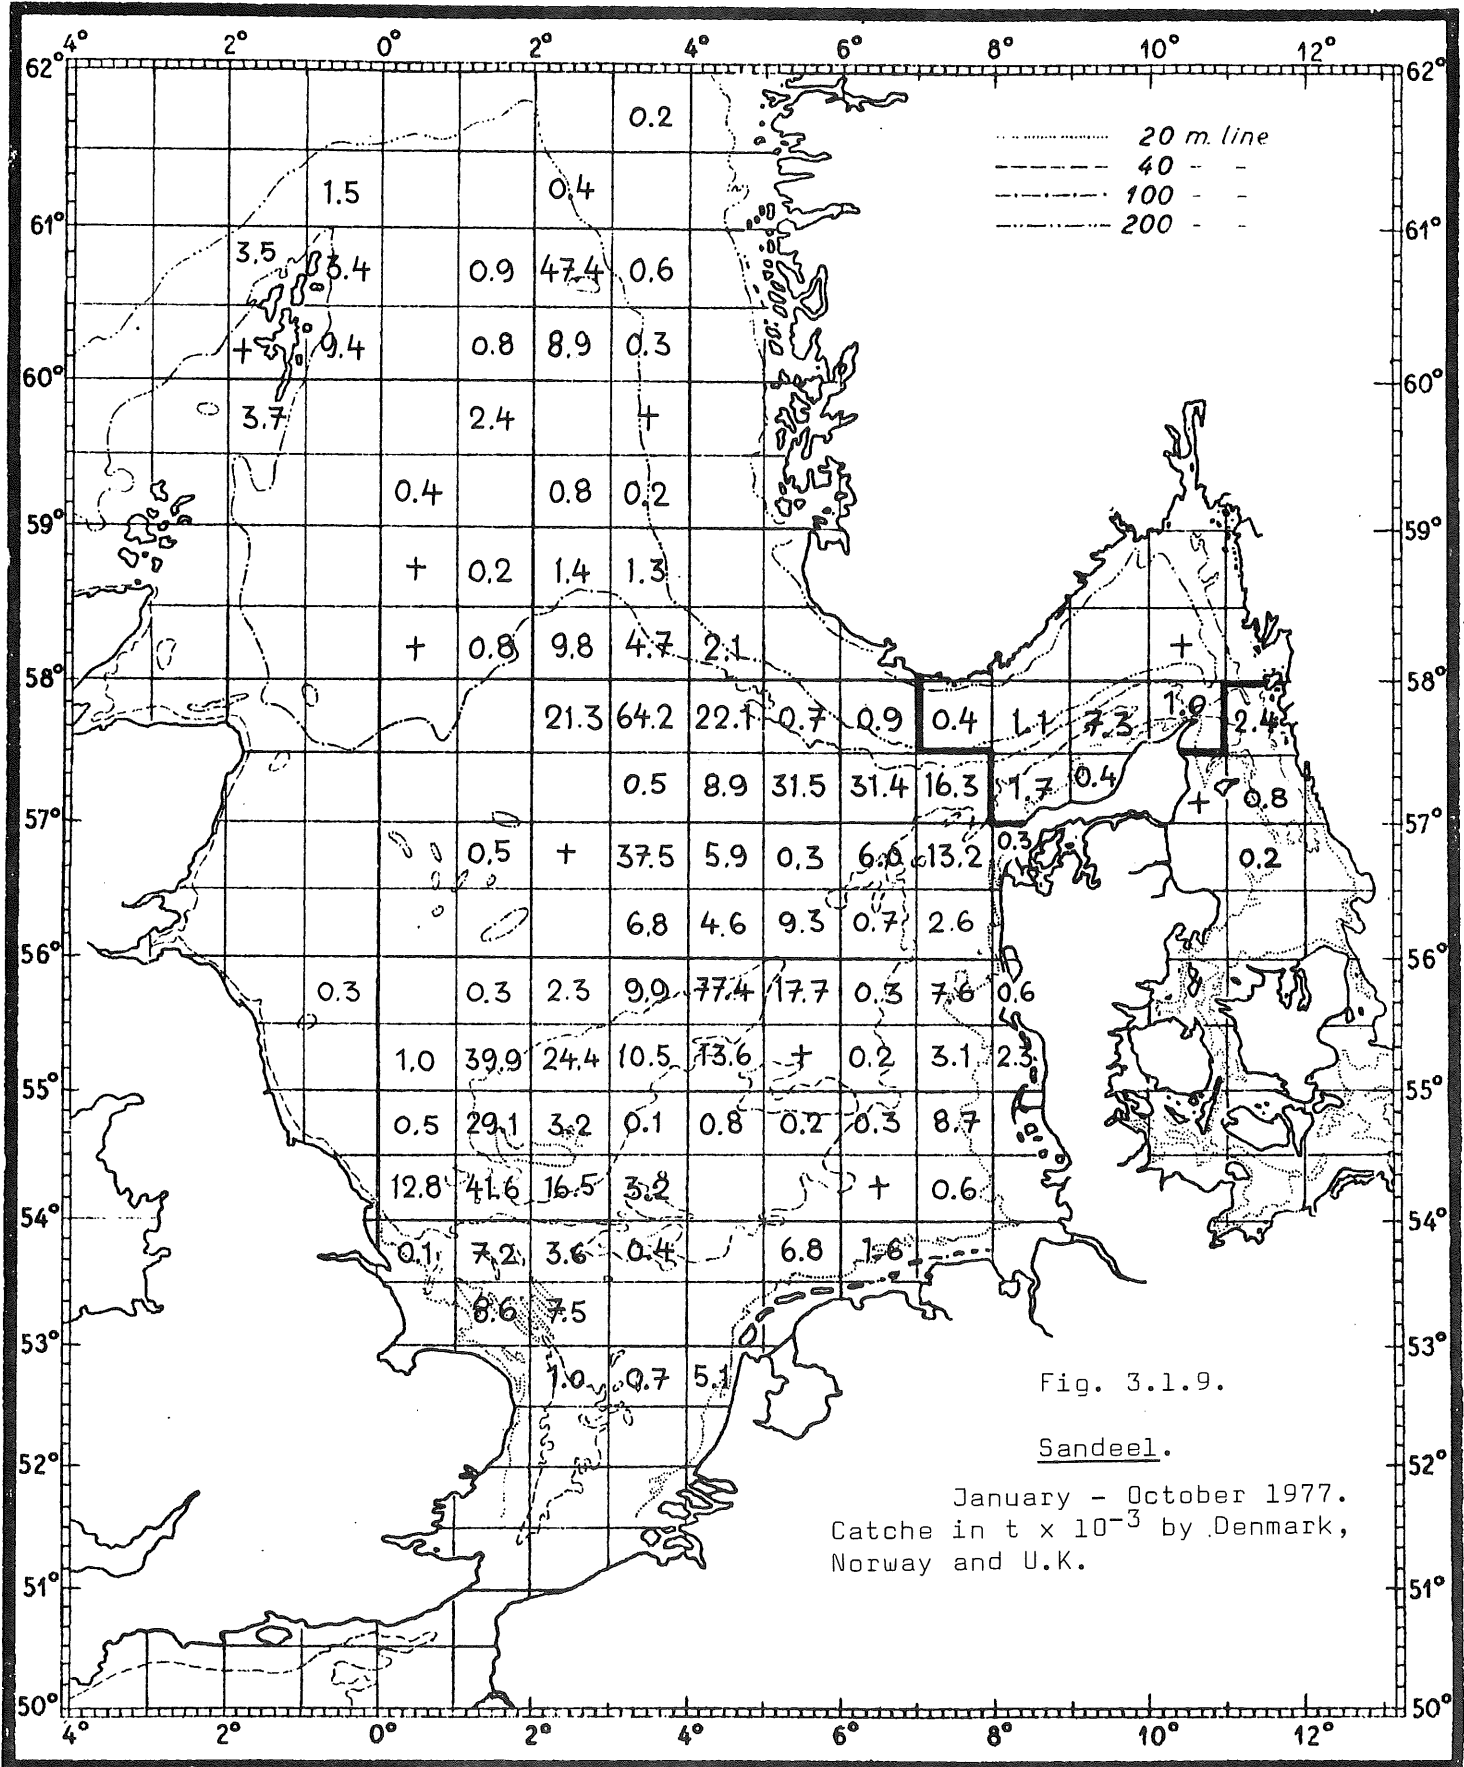 4° 2° 0° 2° 4° 6° 8° 10° 12°
62° 62°
0.2
20 m. line
40 - -
100 - -
200 - -
1.5 0.4
61° 61°
3.5 3.4 0.9 47.4 0.6
+ 9.4 0.8 8.9 0.3
60° 60°
3.7 2.4 +
0.4 0.8 0.2
59° 59°
+ 0.2 1.4 1.3
+ 0.8 9.8 4.7 2.1 +
58° 58°
21.3 64.2 22.1 0.7 0.9 0.4 1.1 7.3 1.6 2.4
0.5 8.9 31.5 31.4 16.3 1.7 0.4 + 0.8
57° 57°
0.5 + 37.5 5.9 0.3 6.0 13.2 0.3 0.2
6.8 4.6 9.3 0.7 2.6
56° 56°
0.3 0.3 2.3 9.9 77.4 17.7 0.3 7.6 0.6
1.0 39.9 24.4 10.5 13.6 + 0.2 3.1 2.3
55° 55°
0.5 29.1 3.2 0.1 0.8 0.2 0.3 8.7
12.8 41.6 16.5 3.2 + 0.6
54° 54°
0.1 7.2 3.6 0.4 6.8 1.6
8.6 7.5
53° 53°
1.0 0.7 5.1
Fig. 3.1.9.
Sandeel.
52° 52°
January - October 1977.
Catche in t x 10⁻³ by Denmark,
Norway and U.K.
51° 51°
50° 50°
4° 2° 0° 2° 4° 6° 8° 10° 12°